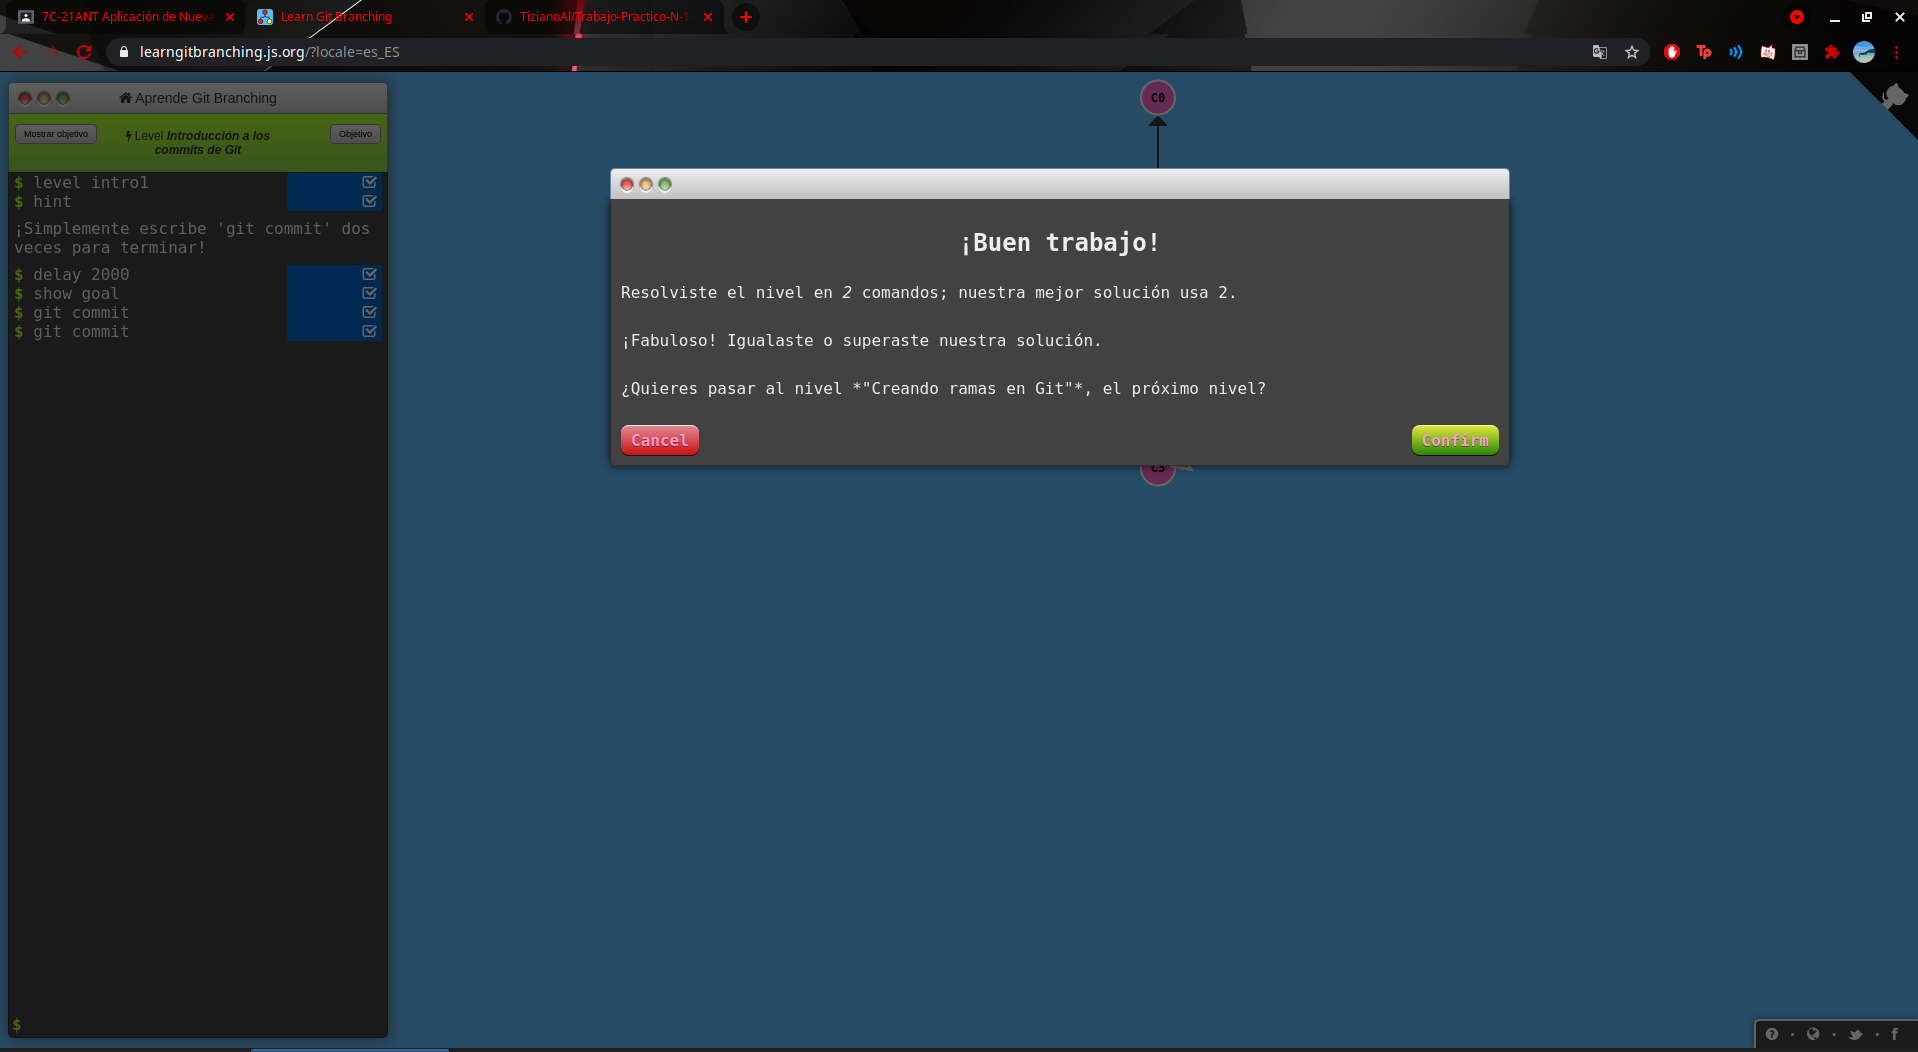 7C-21ANT Aplicación de Nueva
Learn Git Branching
TizianoAl/Trabajo-Practico-N-1
learngitbranching.js.org/?locale=es_ES
Aprende Git Branching
Mostrar objetivo
Level Introducción a los
commits de Git
Objetivo
$ level intro1
$ hint
¡Simplemente escribe 'git commit' dos
veces para terminar!
$ delay 2000
$ show goal
$ git commit
$ git commit
$
C0
¡Buen trabajo!
Resolviste el nivel en 2 comandos; nuestra mejor solución usa 2.
¡Fabuloso! Igualaste o superaste nuestra solución.
¿Quieres pasar al nivel *"Creando ramas en Git"*, el próximo nivel?
Cancel
Confirm
C3